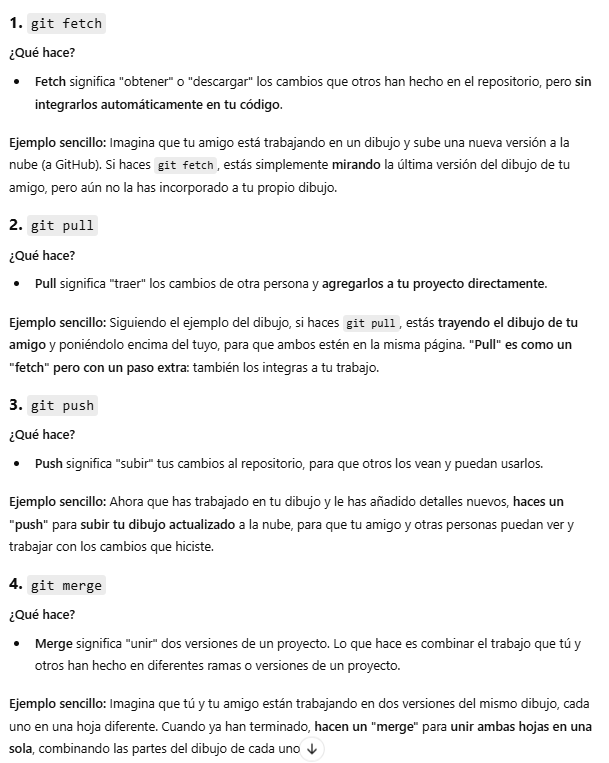 1. git fetch
¿Qué hace?
• Fetch significa "obtener" o "descargar" los cambios que otros han hecho en el repositorio, pero sin
integrarlos automáticamente en tu código.
Ejemplo sencillo: Imagina que tu amigo está trabajando en un dibujo y sube una nueva versión a la
nube (a GitHub). Si haces git fetch, estás simplemente mirando la última versión del dibujo de tu
amigo, pero aún no la has incorporado a tu propio dibujo.
2. git pull
¿Qué hace?
• Pull significa "traer" los cambios de otra persona y agregarlos a tu proyecto directamente.
Ejemplo sencillo: Siguiendo el ejemplo del dibujo, si haces git pull, estás trayendo el dibujo de tu
amigo y poniéndolo encima del tuyo, para que ambos estén en la misma página. "Pull" es como un
"fetch" pero con un paso extra: también los integras a tu trabajo.
3. git push
¿Qué hace?
• Push significa "subir" tus cambios al repositorio, para que otros los vean y puedan usarlos.
Ejemplo sencillo: Ahora que has trabajado en tu dibujo y le has añadido detalles nuevos, haces un
"push" para subir tu dibujo actualizado a la nube, para que tu amigo y otras personas puedan ver y
trabajar con los cambios que hiciste.
4. git merge
¿Qué hace?
• Merge significa "unir" dos versiones de un proyecto. Lo que hace es combinar el trabajo que tú y
otros han hecho en diferentes ramas o versiones de un proyecto.
Ejemplo sencillo: Imagina que tú y tu amigo están trabajando en dos versiones del mismo dibujo, cada
uno en una hoja diferente. Cuando ya han terminado, hacen un "merge" para unir ambas hojas en una
sola, combinando las partes del dibujo de cada uno